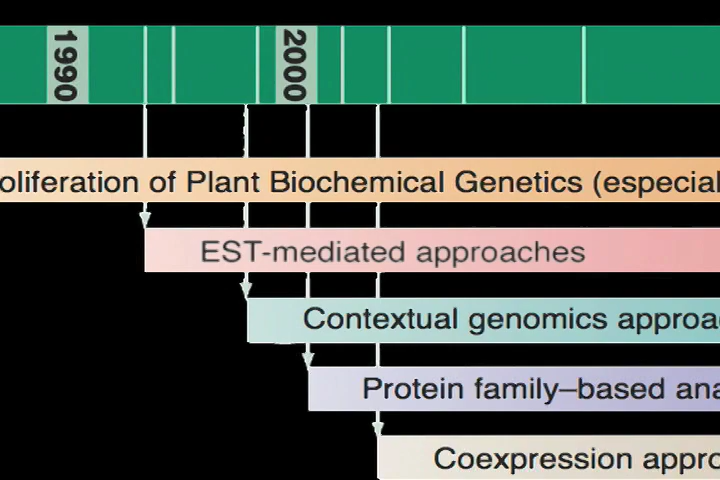 1990
2000
oliferation of Plant Biochemical Genetics (especial
EST-mediated approaches
Contextual genomics approa
Protein family–based ana
Coexpression appro